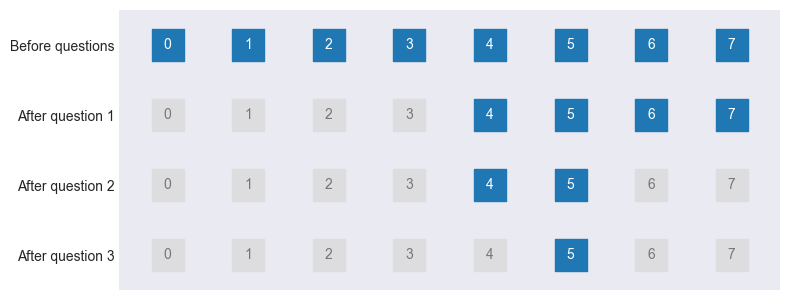 Before questions 0 1 2 3 4 5 6 7
After question 1 0 1 2 3 4 5 6 7
After question 2 0 1 2 3 4 5 6 7
After question 3 0 1 2 3 4 5 6 7